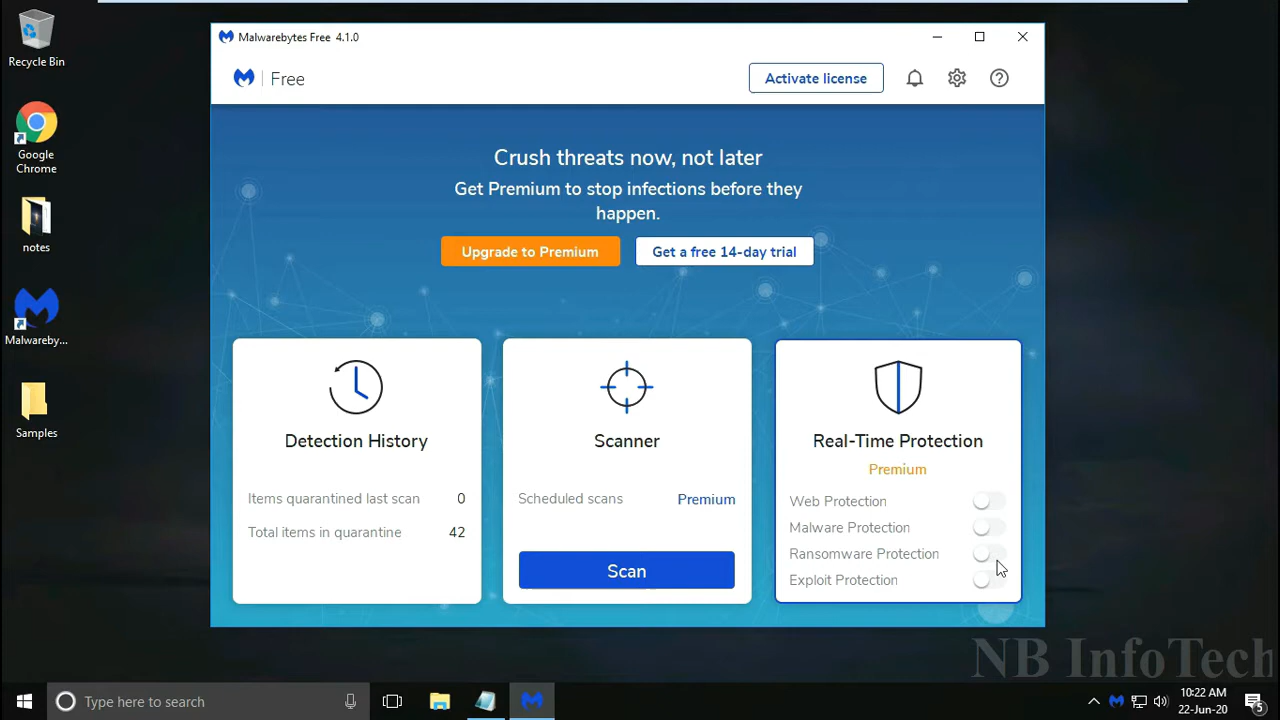 Recycle Bin
Google
Chrome
notes
Malwareby...
Samples
Malwarebytes Free 4.1.0
Free
Activate license
Crush threats now, not later
Get Premium to stop infections before they
happen.
Upgrade to Premium
Get a free 14-day trial
Detection History
Items quarantined last scan 0
Total items in quarantine 42
Scanner
Scheduled scans Premium
Scan
Real-Time Protection
Premium
Web Protection
Malware Protection
Ransomware Protection
Exploit Protection
NB InfoTech
Type here to search
10:22 AM
22-Jun-20
5